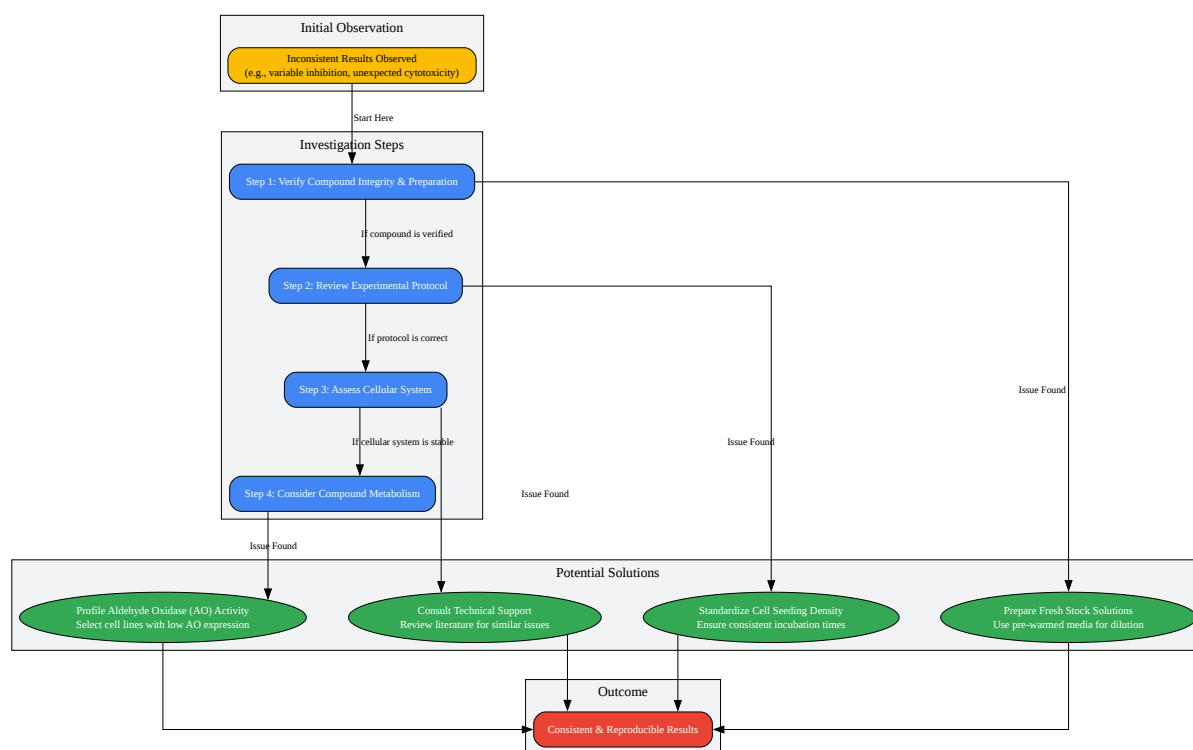 Initial Observation
Inconsistent Results Observed
(e.g., variable inhibition, unexpected cytotoxicity)
Start Here
Investigation Steps
Step 1: Verify Compound Integrity & Preparation
If compound is verified
Step 2: Review Experimental Protocol
If protocol is correct
Step 3: Assess Cellular System
Issue Found
If cellular system is stable
Issue Found
Step 4: Consider Compound Metabolism
Issue Found
Issue Found
Potential Solutions
Profile Aldehyde Oxidase (AO) Activity
Select cell lines with low AO expression
Consult Technical Support
Review literature for similar issues
Standardize Cell Seeding Density
Ensure consistent incubation times
Prepare Fresh Stock Solutions
Use pre-warmed media for dilution
Outcome
Consistent & Reproducible Results